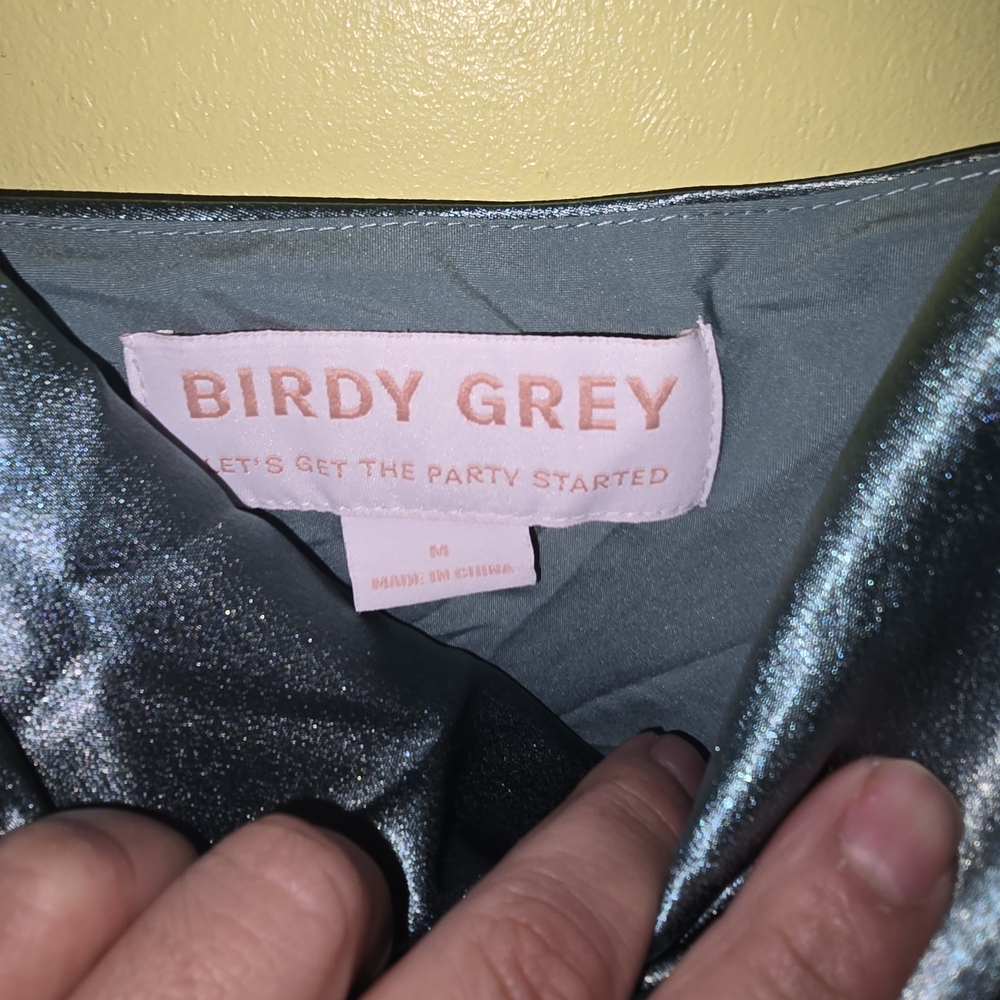 BIRDY GREY
LET'S GET THE PARTY STARTED
M
MADE IN CHINA